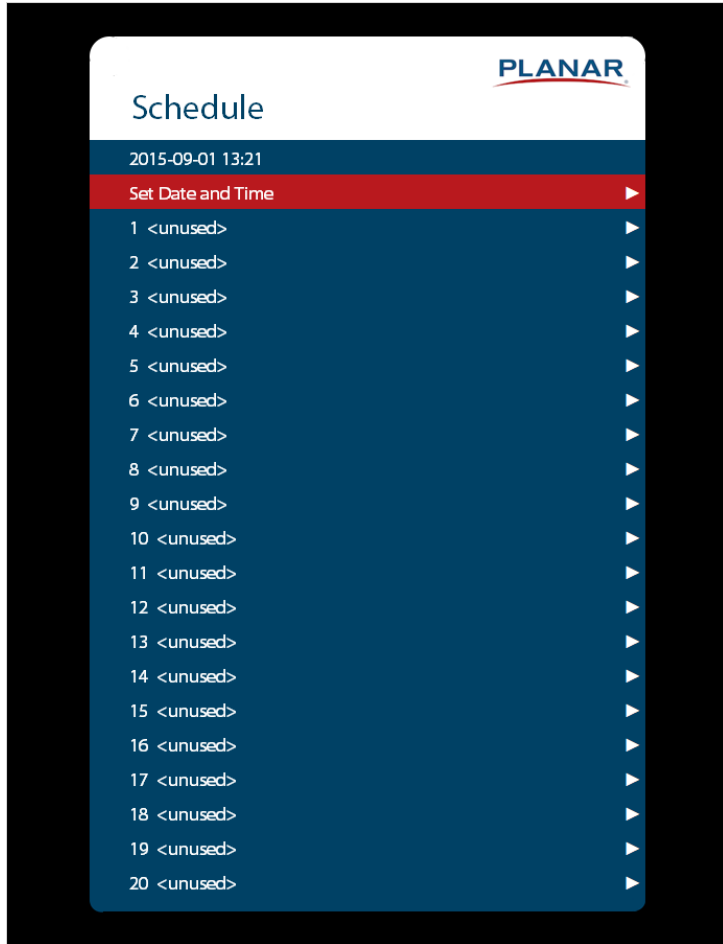 PLANAR
Schedule
2015-09-01 13:21
Set Date and Time
1 <unused>
2 <unused>
3 <unused>
4 <unused>
5 <unused>
6 <unused>
7 <unused>
8 <unused>
9 <unused>
10 <unused>
11 <unused>
12 <unused>
13 <unused>
14 <unused>
15 <unused>
16 <unused>
17 <unused>
18 <unused>
19 <unused>
20 <unused>